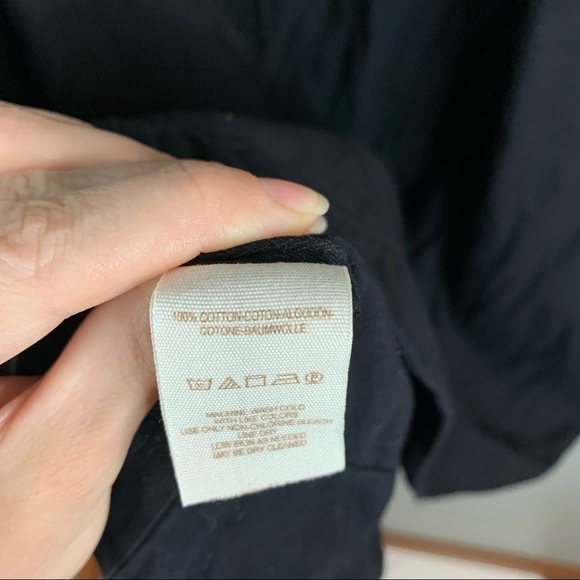 100% COTTON-COTON-ALGODÓN
COTONE-BAUMWOLLE
MACHINE WASH COLD
WITH LIKE COLORS
USE ONLY NON-CHLORINE BLEACH
LINE DRY
LOW IRON AS NEEDED
MAY BE DRY CLEANED